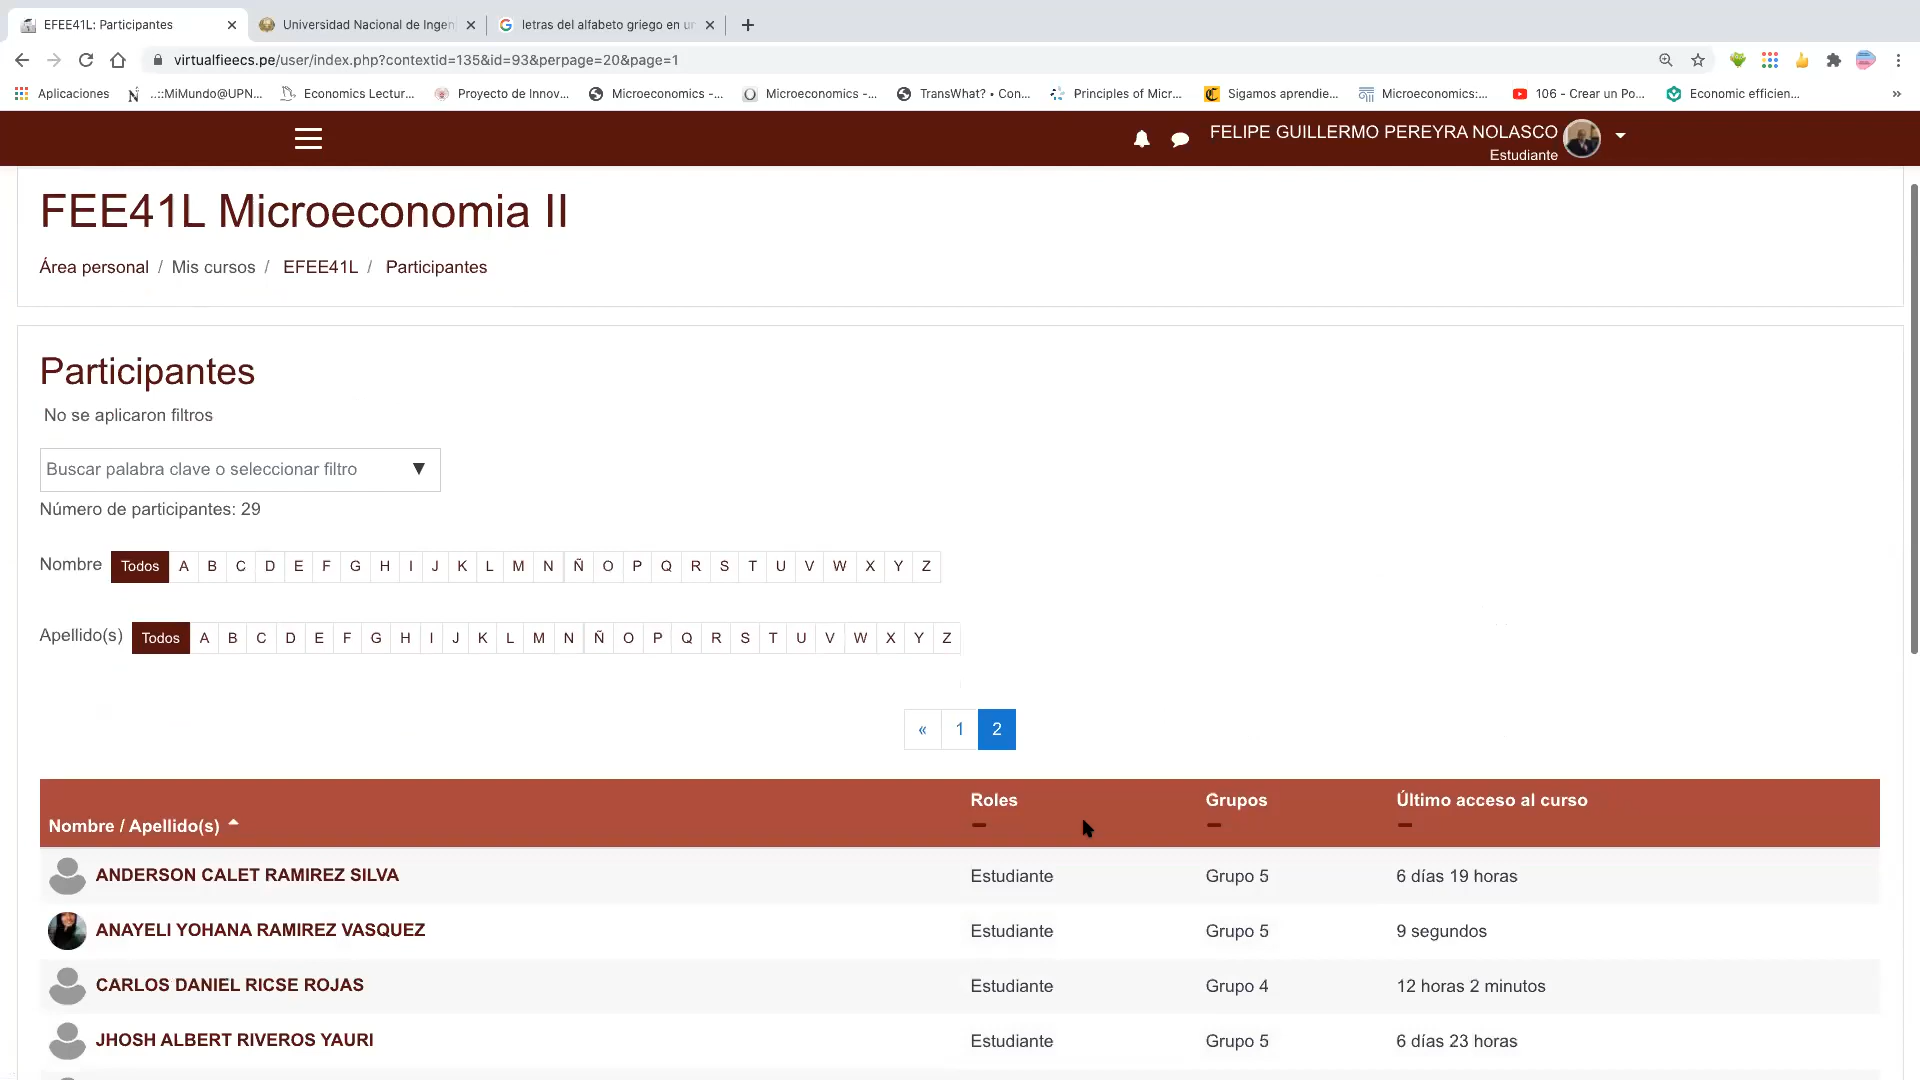 EFEE41L: Participantes
Universidad Nacional de Ingen
letras del alfabeto griego en un
virtualfieecs.pe/user/index.php?contextid=135&id=93&perpage=20&page=1
Aplicaciones
..::MiMundo@UPN...
Economics Lectur...
Proyecto de Innov...
Microeconomics -...
Microeconomics -...
TransWhat? • Con...
Principles of Micr...
Sigamos aprendie...
Microeconomics:...
106 - Crear un Po...
Economic efficien...
»
FELIPE GUILLERMO PEREYRA NOLASCO
Estudiante
FEE41L Microeconomia II
Área personal / Mis cursos / EFEE41L / Participantes
Participantes
No se aplicaron filtros
Buscar palabra clave o seleccionar filtro ▼
Número de participantes: 29
Nombre Todos A B C D E F G H I J K L M N Ñ O P Q R S T U V W X Y Z
Apellido(s) Todos A B C D E F G H I J K L M N Ñ O P Q R S T U V W X Y Z
« 1 2
Nombre / Apellido(s) Roles Grupos Último acceso al curso
ANDERSON CALET RAMIREZ SILVA Estudiante Grupo 5 6 días 19 horas
ANAYELI YOHANA RAMIREZ VASQUEZ Estudiante Grupo 5 9 segundos
CARLOS DANIEL RICSE ROJAS Estudiante Grupo 4 12 horas 2 minutos
JHOSH ALBERT RIVEROS YAURI Estudiante Grupo 5 6 días 23 horas